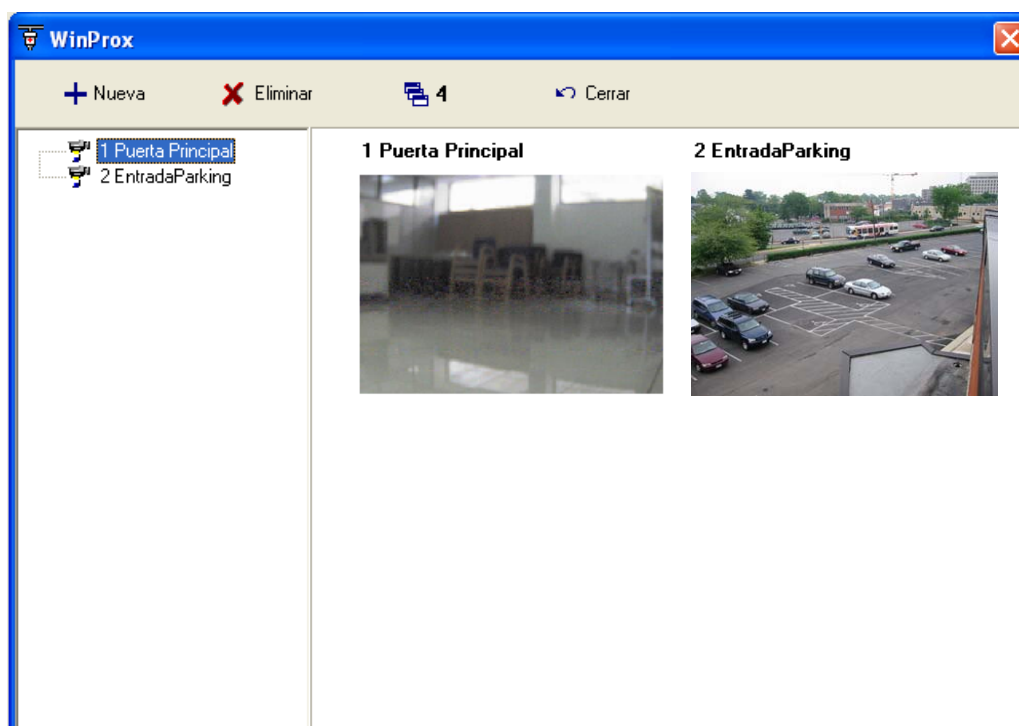 WinProx
Nueva Eliminar 4 Cerrar
1 Puerta Principal
2 EntradaParking
1 Puerta Principal 2 EntradaParking